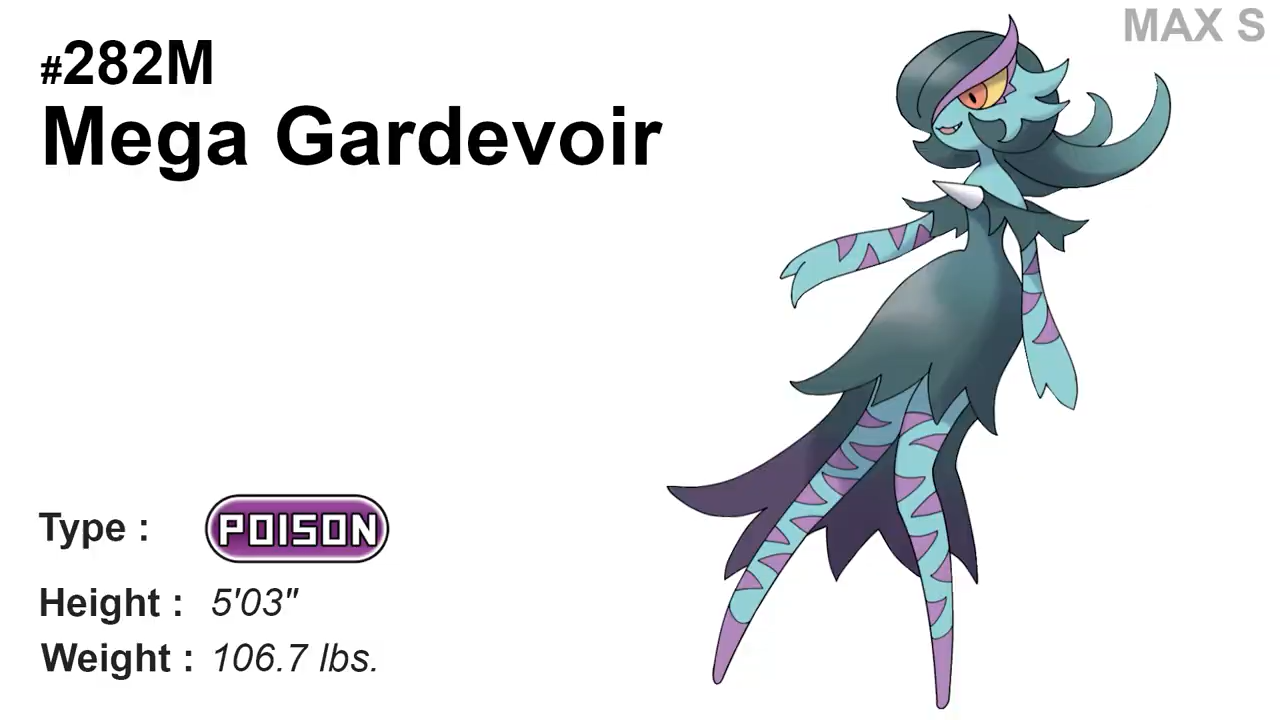 MAX S
#282M
Mega Gardevoir
Type : POISON
Height : 5'03"
Weight : 106.7 lbs.